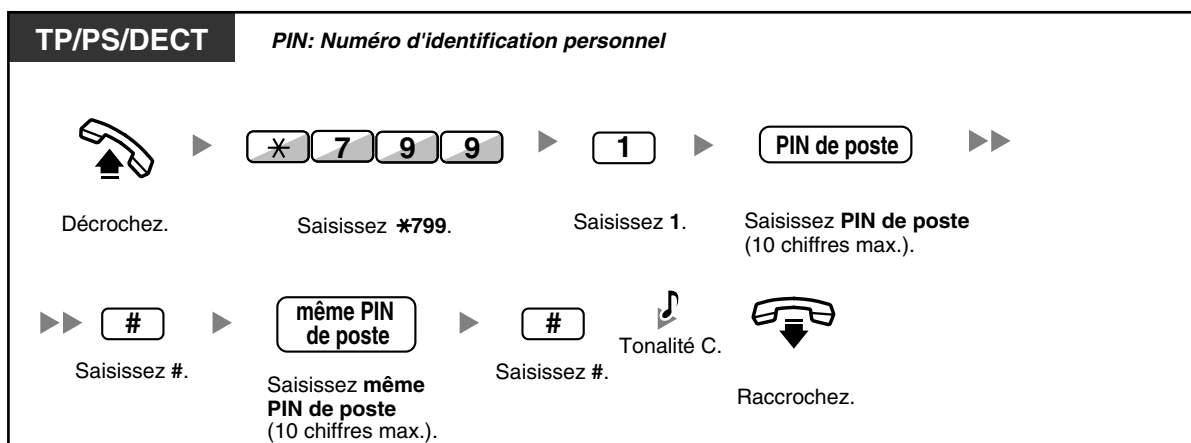 TP/PS/DECT PIN: Numéro d'identification personnel
* 7 9 9 1 PIN de poste
Décrochez. Saisissez *799. Saisissez 1. Saisissez PIN de poste
(10 chiffres max.).
# même PIN
de poste #
Saisissez #. Saisissez même
PIN de poste
(10 chiffres max.). Saisissez #. Tonalité C. Raccrochez.